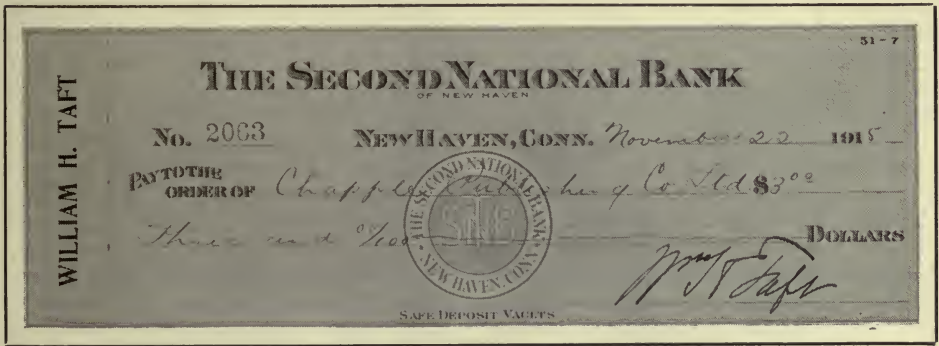 51-7
THE SECOND NATIONAL BANK
OF NEW HAVEN
No. 2063 NEW HAVEN, CONN. November 22 1915
PAY TO THE ORDER OF Chapple Publishing Co Ltd $3 00
Three and 0/100 DOLLARS
Wm H Taft
SAFE DEPOSIT VAULTS
WILLIAM H. TAFT
THE SECOND NATIONAL BANK
NEW HAVEN, CONN.